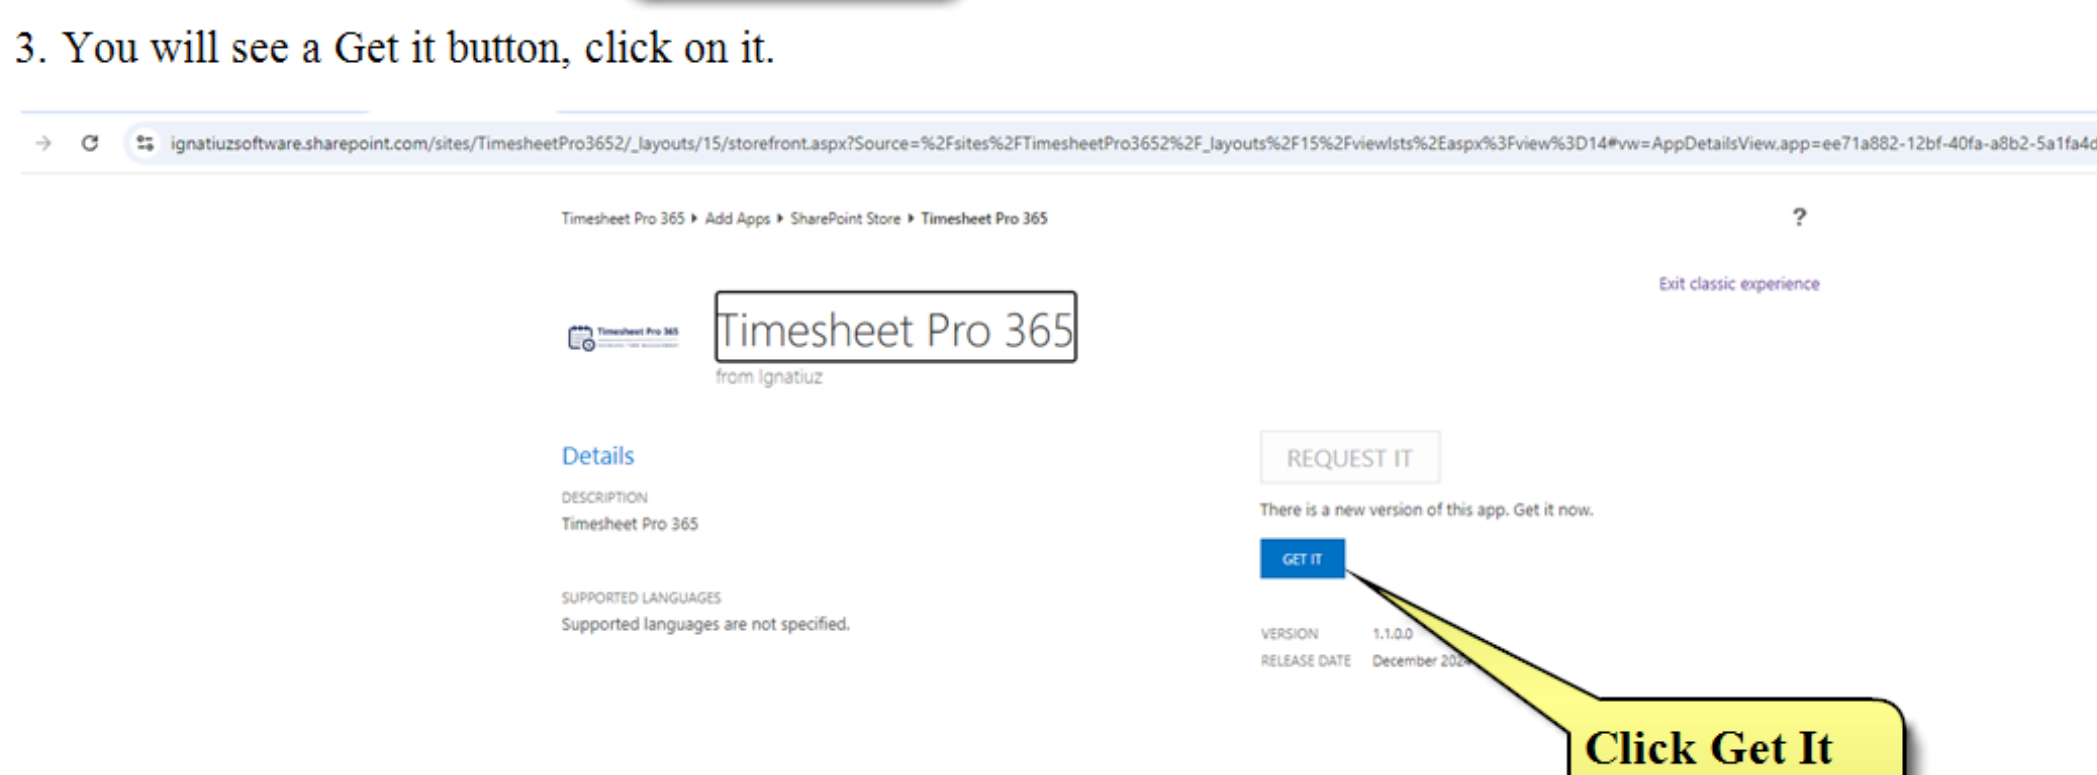 3. You will see a Get it button, click on it.
ignatiuzsoftware.sharepoint.com/sites/TimesheetPro3652/_layouts/15/storefront.aspx?Source=%2Fsites%2FTimesheetPro3652%2F_layouts%2F15%2Fviewlsts%2Easpx%3Fview%3D14#vw=AppDetailsView,app=ee71a882-12bf-40fa-a8b2-5a1fa4d
Timesheet Pro 365 ▸ Add Apps ▸ SharePoint Store ▸ Timesheet Pro 365
?
Exit classic experience
Timesheet Pro 365
Timesheet Pro 365
from Ignatiuz
Details
REQUEST IT
DESCRIPTION
Timesheet Pro 365
There is a new version of this app. Get it now.
GET IT
SUPPORTED LANGUAGES
Supported languages are not specified.
VERSION 1.1.0.0
RELEASE DATE December 2024
Click Get It